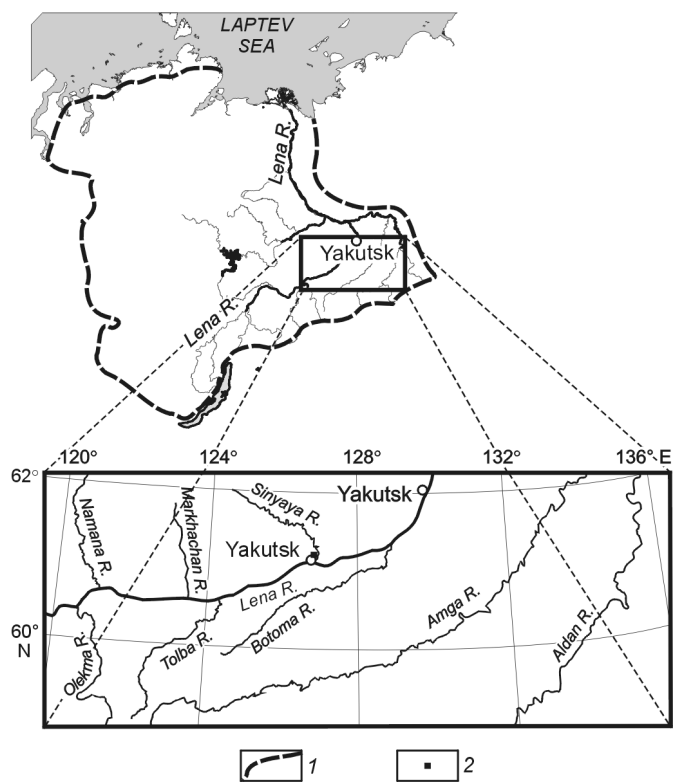 LAPTEV
SEA
Lena R.
Yakutsk
Lena R.
120° 124° 128° 132° 136° E
62°
Namana R.
Markhachan R.
Sinyaya R.
Yakutsk
Yakutsk
Lena R.
60°
N
Olekma R.
Tolba R.
Botoma R.
Amga R.
Aldan R.
1 2